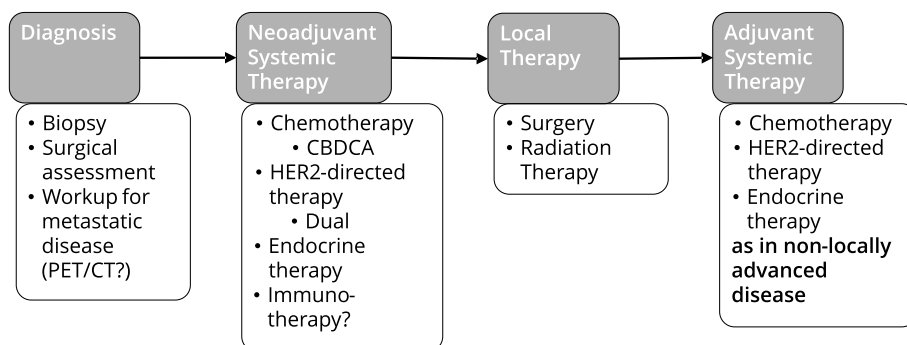 Diagnosis
• Biopsy
• Surgical
assessment
• Workup for
metastatic
disease
(PET/CT?)
Neoadjuvant
Systemic
Therapy
• Chemotherapy
• CBDCA
• HER2-directed
therapy
• Dual
• Endocrine
therapy
• Immuno-
therapy?
Local
Therapy
• Surgery
• Radiation
Therapy
Adjuvant
Systemic
Therapy
• Chemotherapy
• HER2-directed
therapy
• Endocrine
therapy
as in non-locally
advanced
disease